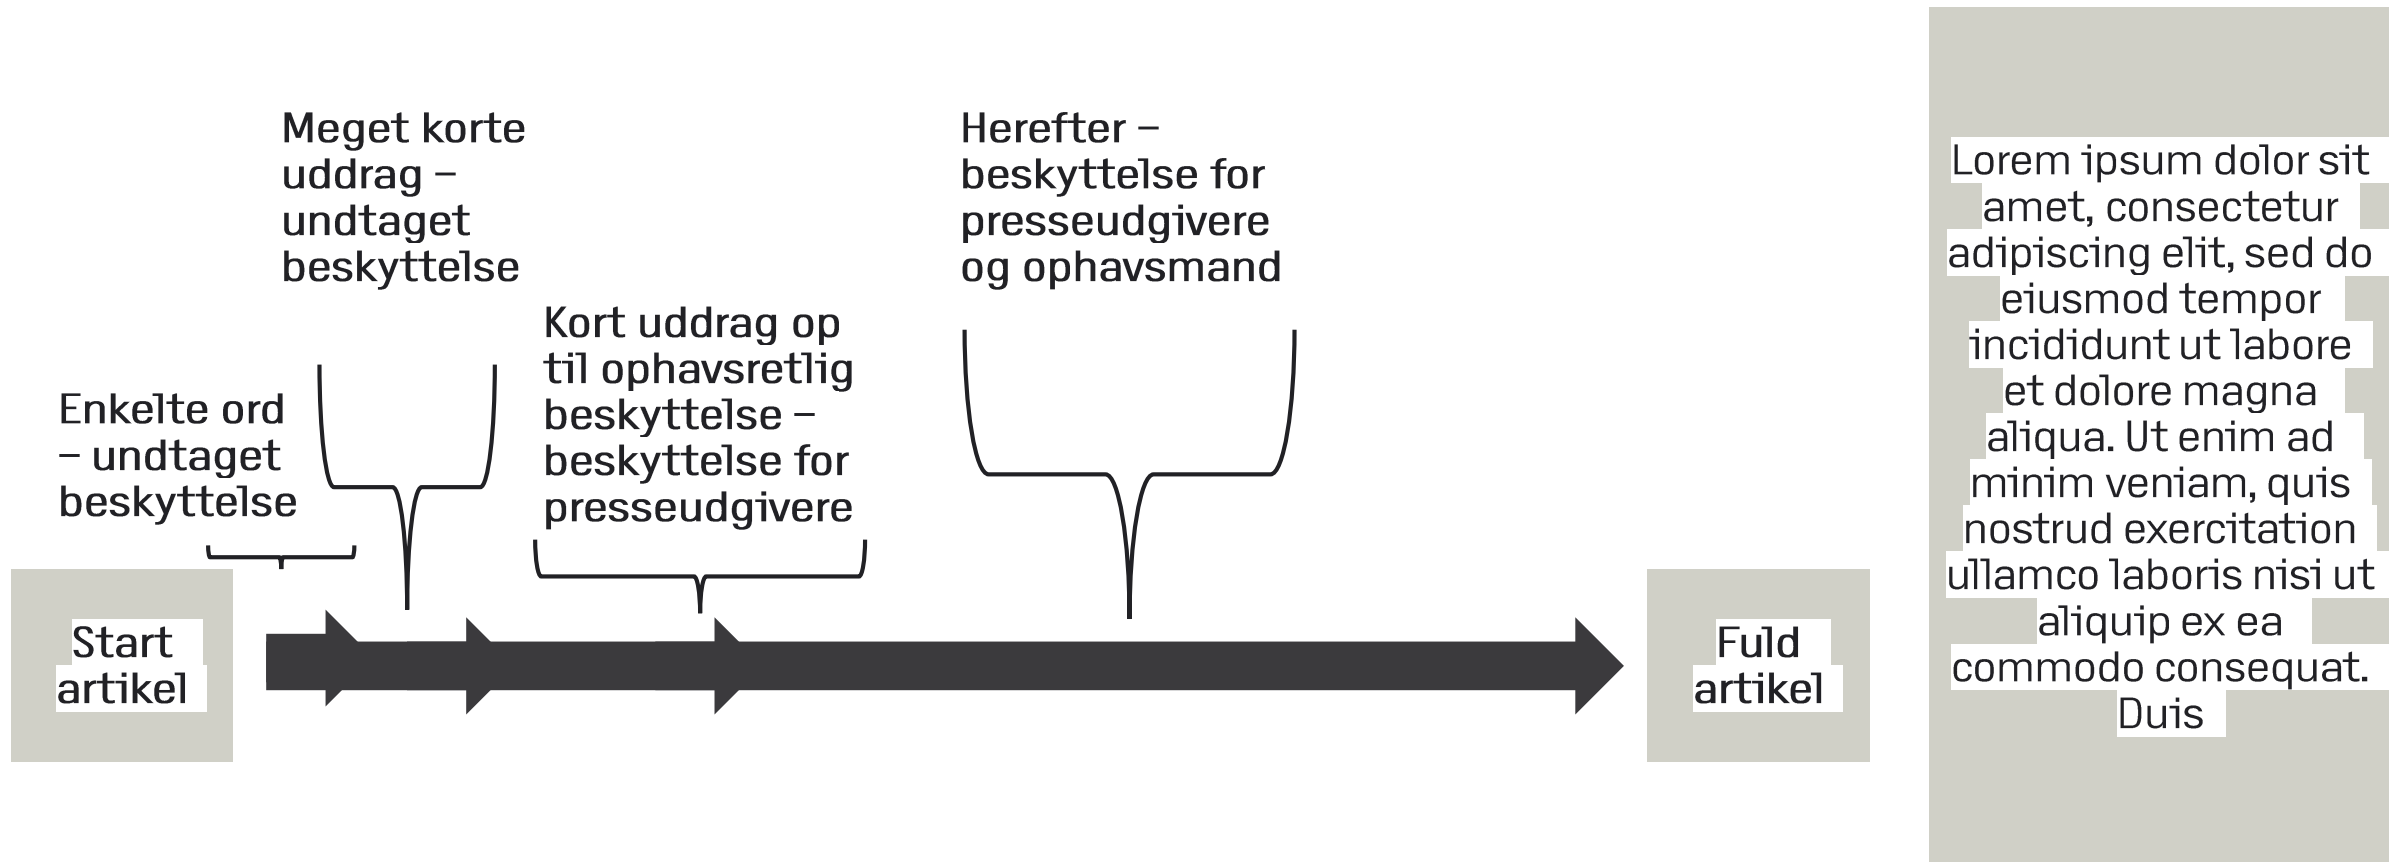 Meget korte
uddrag –
undtaget
beskyttelse
Herefter –
beskyttelse for
presseudgivere
og ophavsmand
Kort uddrag op
til ophavsretlig
beskyttelse –
beskyttelse for
presseudgivere
Enkelte ord
– undtaget
beskyttelse
Start
artikel
Fuld
artikel
Lorem ipsum dolor sit
amet, consectetur
adipiscing elit, sed do
eiusmod tempor
incididunt ut labore
et dolore magna
aliqua. Ut enim ad
minim veniam, quis
nostrud exercitation
ullamco laboris nisi ut
aliquip ex ea
commodo consequat.
Duis